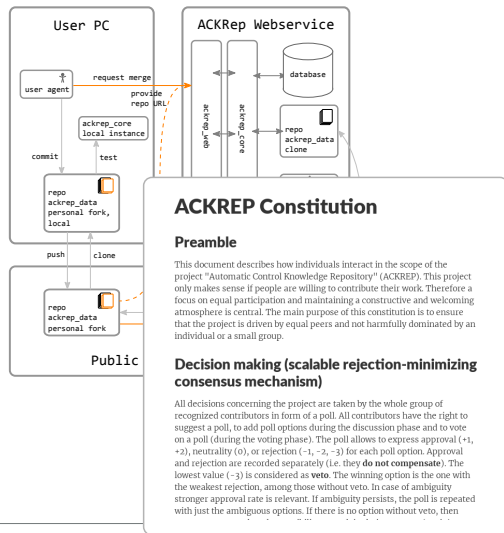 User PC
ACKRep Webservice
user agent
request merge
provide
repo URL
ackrep_core
local instance
commit
test
repo
ackrep_data
personal fork,
local
push
clone
repo
ackrep_data
personal fork
Public
ackrep_web
ackrep_core
database
repo
ackrep_data
clone
ACKREP Constitution
Preamble
This document describes how individuals interact in the scope of the
project "Automatic Control Knowledge Repository" (ACKREP). This project
only makes sense if people are willing to contribute their work. Therefore a
focus on equal participation and maintaining a constructive and welcoming
atmosphere is central. The main purpose of this constitution is to ensure
that the project is driven by equal peers and not harmfully dominated by an
individual or a small group.
Decision making (scalable rejection-minimizing
consensus mechanism)
All decisions concerning the project are taken by the whole group of
recognized contributors in form of a poll. All contributors have the right to
suggest a poll, to add poll options during the discussion phase and to vote
on a poll (during the voting phase). The poll allows to express approval (+1,
+2), neutrality (0), or rejection (-1, -2, -3) for each poll option. Approval
and rejection are recorded separately (i.e. they do not compensate). The
lowest value (-3) is considered as veto. The winning option is the one with
the weakest rejection, among those without veto. In case of ambiguity
stronger approval rate is relevant. If ambiguity persists, the poll is repeated
with just the ambiguous options. If there is no option without veto, then